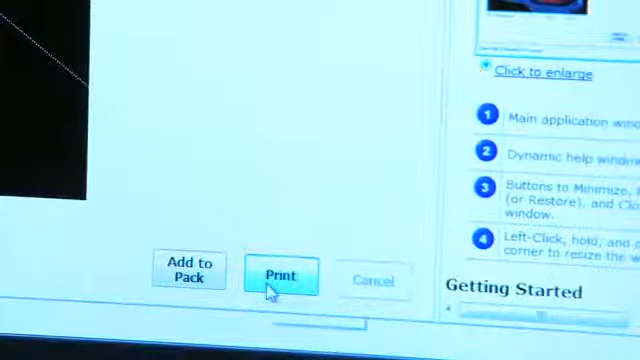 Click to enlarge
1 Main application
2 Dynamic help
3 Buttons to Minimize,
(or Restore), and
window.
4 Left-Click, hold, and
corner to resize the
Add to
Pack
Print
Cancel
Getting Started